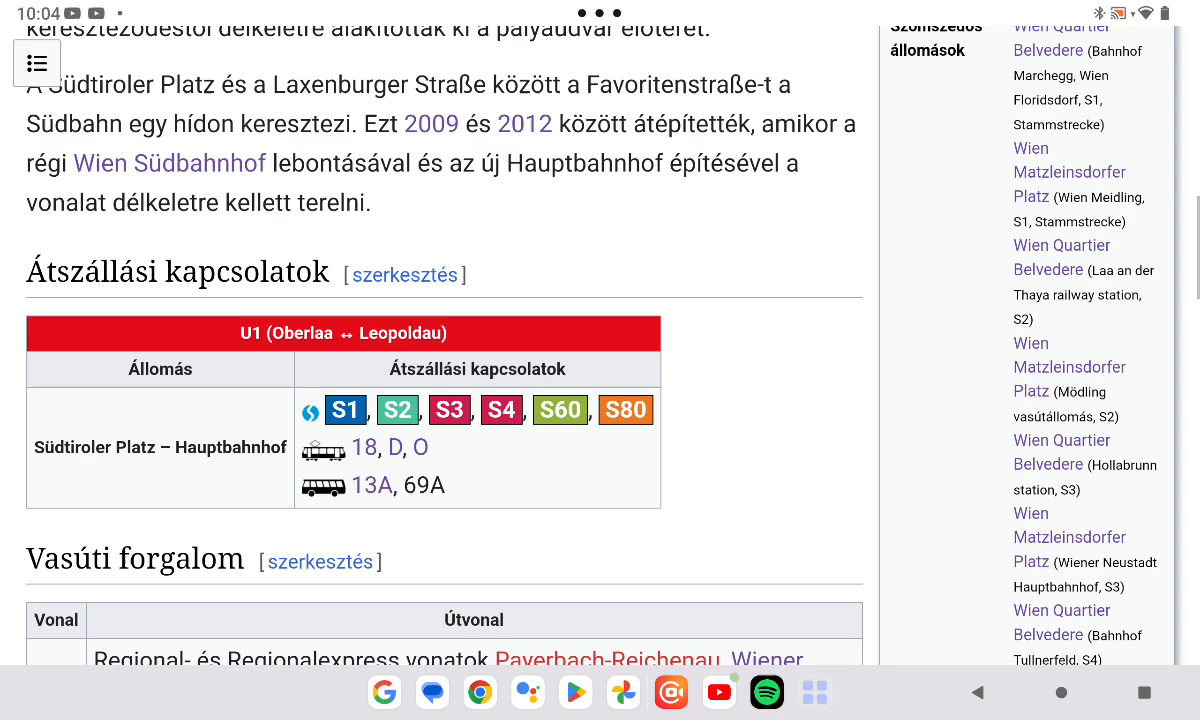 10:04
kereszteződéstől délkeletre alakították ki a pályaudvar előterét.
A Südtiroler Platz és a Laxenburger Straße között a Favoritenstraße-t a
Südbahn egy hídon keresztezi. Ezt 2009 és 2012 között átépítették, amikor a
régi Wien Südbahnhof lebontásával és az új Hauptbahnhof építésével a
vonalat délkeletre kellett terelni.
Átszállási kapcsolatok [szerkesztés]
U1 (Oberlaa ↔ Leopoldau)
Állomás Átszállási kapcsolatok
Südtiroler Platz – Hauptbahnhof
S1, S2, S3, S4, S60, S80
18, D, O
13A, 69A
Vasúti forgalom [szerkesztés]
Vonal Útvonal
Regional- és Regionalexpress vonatok Payerbach-Reichenau, Wiener
Szomszédos
állomások
Wien Quartier
Belvedere (Bahnhof
Marchegg, Wien
Floridsdorf, S1,
Stammstrecke)
Wien
Matzleinsdorfer
Platz (Wien Meidling,
S1, Stammstrecke)
Wien Quartier
Belvedere (Laa an der
Thaya railway station,
S2)
Wien
Matzleinsdorfer
Platz (Mödling
vasútállomás, S2)
Wien Quartier
Belvedere (Hollabrunn
station, S3)
Wien
Matzleinsdorfer
Platz (Wiener Neustadt
Hauptbahnhof, S3)
Wien Quartier
Belvedere (Bahnhof
Tullnerfeld, S4)